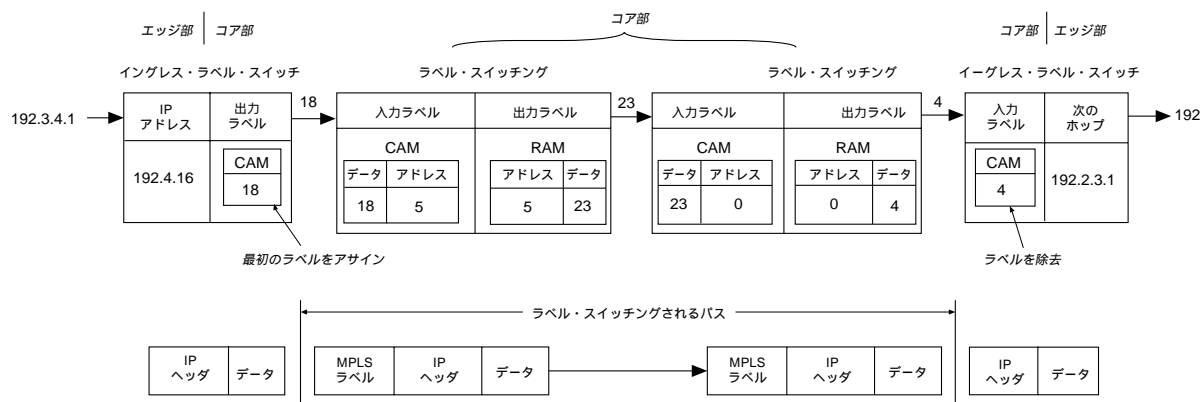 エッジ部 コア部
コア部
コア部 エッジ部
イングレス・ラベル・スイッチ
ラベル・スイッチング
ラベル・スイッチング
イーグレス・ラベル・スイッチ
192.3.4.1
IP
アドレス
出力
ラベル
192.4.16
CAM
18
18
入力ラベル
出力ラベル
CAM
データ アドレス
18 5
RAM
アドレス データ
5 23
23
入力ラベル
出力ラベル
CAM
データ アドレス
23 0
RAM
アドレス データ
0 4
4
入力
ラベル
次の
ホップ
CAM
4
192.2.3.1
192
最初のラベルをアサイン
ラベルを除去
ラベル・スイッチングされるパス
IP
ヘッダ
データ
MPLS
ラベル
IP
ヘッダ
データ
MPLS
ラベル
IP
ヘッダ
データ
IP
ヘッダ
データ